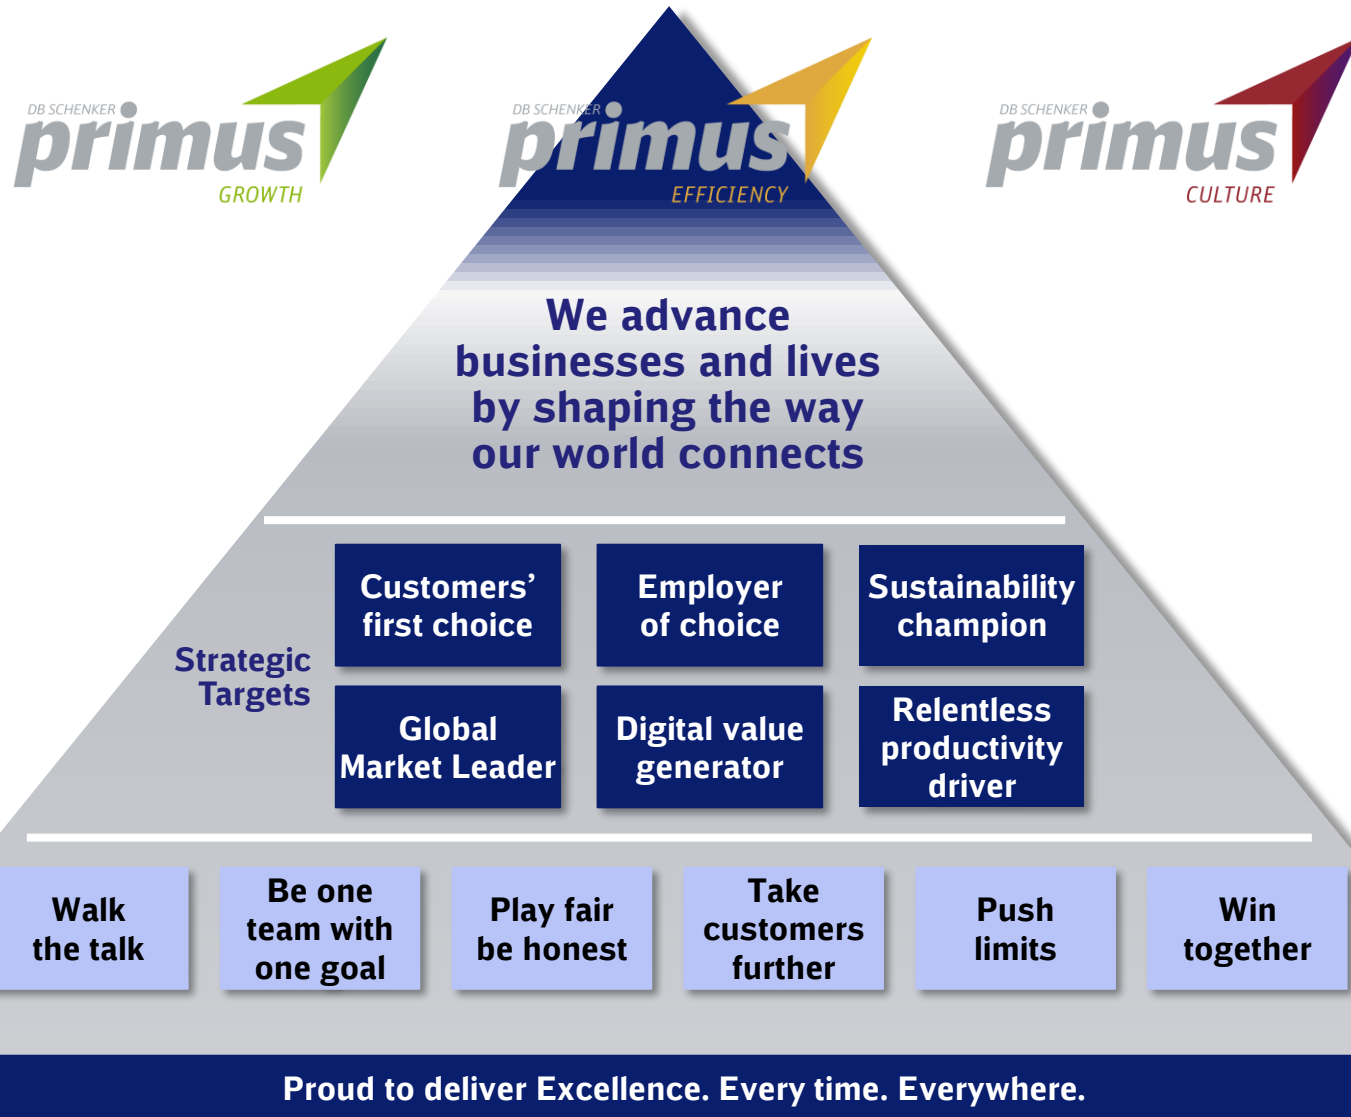 DB SCHENKER
primus
GROWTH
DB SCHENKER
primus
EFFICIENCY
DB SCHENKER
primus
CULTURE
We advance
businesses and lives
by shaping the way
our world connects
Strategic
Targets
Customers’
first choice
Employer
of choice
Sustainability
champion
Global
Market Leader
Digital value
generator
Relentless
productivity
driver
Walk
the talk
Be one
team with
one goal
Play fair
be honest
Take
customers
further
Push
limits
Win
together
Proud to deliver Excellence. Every time. Everywhere.